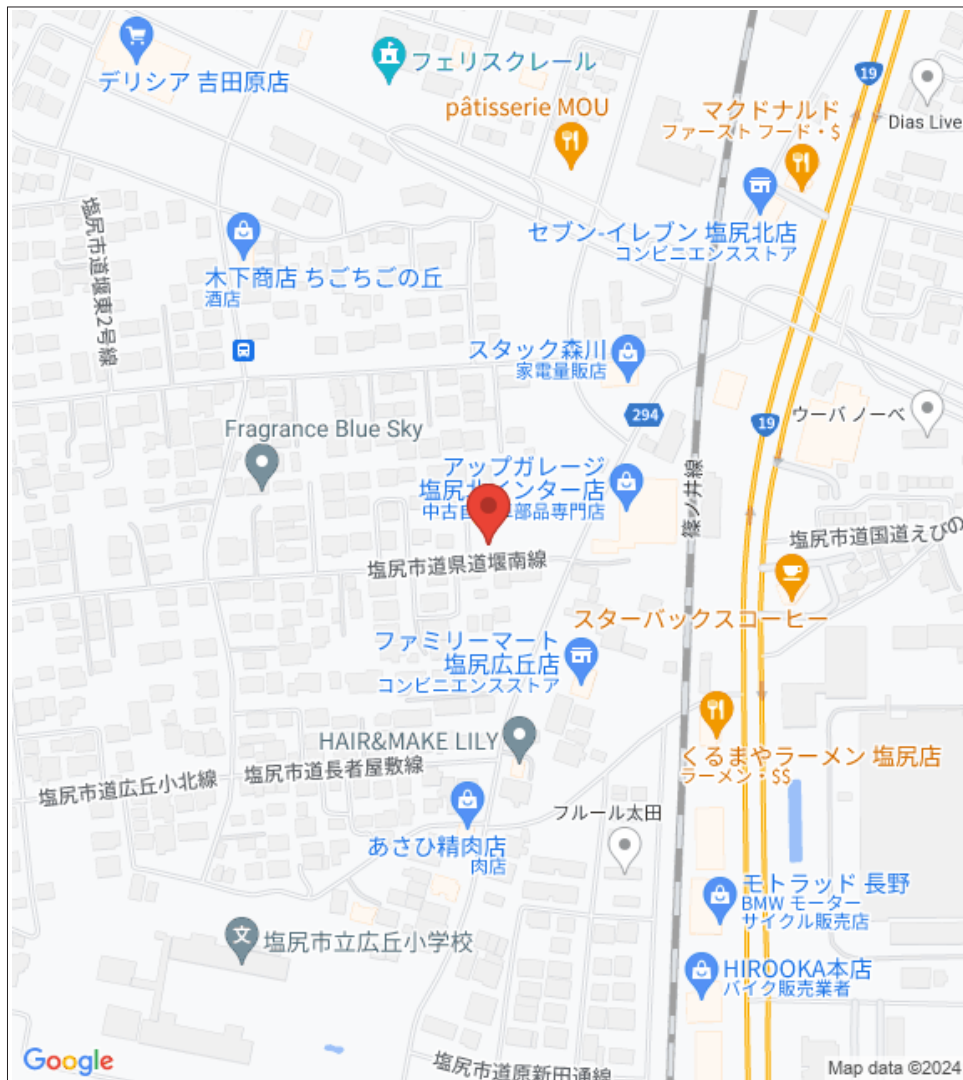 デリシア 吉田原店
フェリスクレール
pâtisserie MOU
マクドナルド
ファースト フード・$
19
Dias Live
セブン-イレブン 塩尻北店
コンビニエンスストア
塩尻市道堰東2号線
木下商店 ちごちごの丘
酒店
スタック森川
家電量販店
294
19
ウーバ ノーベ
Fragrance Blue Sky
アップガレージ
塩尻北インター店
中古自 部品専門店
篠ノ井線
塩尻市道国道えびの
塩尻市道県道堰南線
スターバックスコーヒー
ファミリーマート
塩尻広丘店
コンビニエンスストア
HAIR&MAKE LILY
塩尻市道長者屋敷線
塩尻市道広丘小北線
くるまやラーメン 塩尻店
ラーメン・$$
フルール太田
あさひ精肉店
肉店
モトラッド 長野
BMW モーター
サイクル販売店
文
塩尻市立広丘小学校
HIROOKA本店
バイク販売業者
塩尻市道原新田通線
Google
Map data ©2024